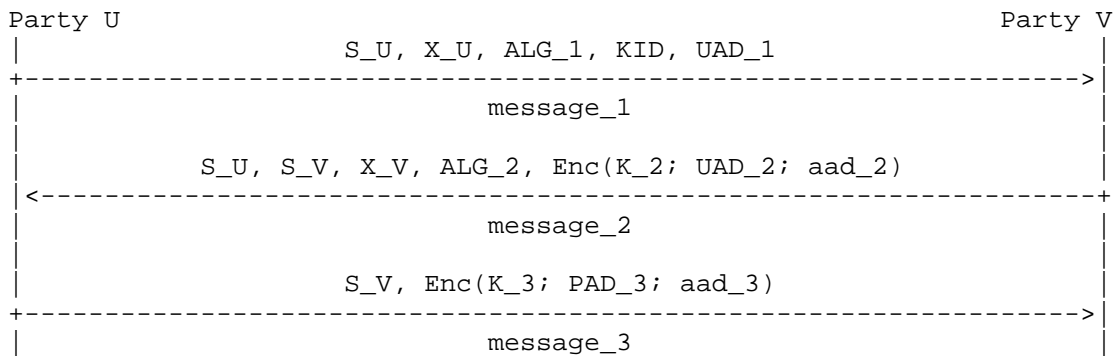 Party U                                                       Party V
|                    S_U, X_U, ALG_1, KID, UAD_1                    |
+------------------------------------------------------------------>|
|                             message_1                             |
|                                                                   |
|           S_U, S_V, X_V, ALG_2, Enc(K_2; UAD_2; aad_2)            |
|<------------------------------------------------------------------+
|                             message_2                             |
|                                                                   |
|                    S_V, Enc(K_3; PAD_3; aad_3)                    |
+------------------------------------------------------------------>|
|                             message_3                             |